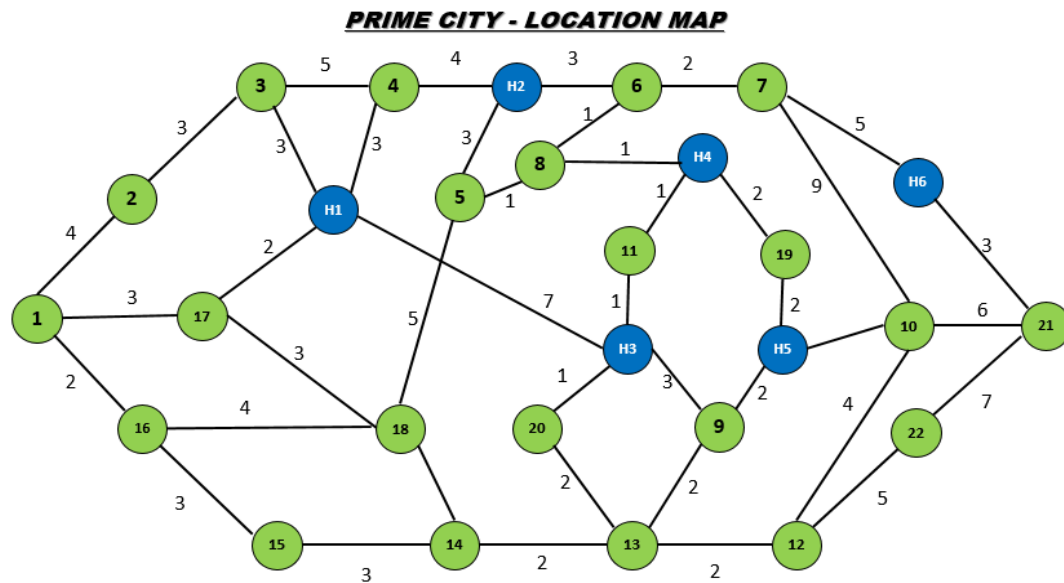 PRIME CITY - LOCATION MAP
5 4 3 2
3 4 H2 6 7
3 3 3 3 1 1 5
2 H1 5 8 H4 9 H6
4 2 1 1 2 3
11 19
1 3 17 7 1 2 6
H3 H5 10 21
2 3 5 1 3 2 4 7
16 4 18 20 9 22
3 2 2 5
15 14 13 12
3 2 2